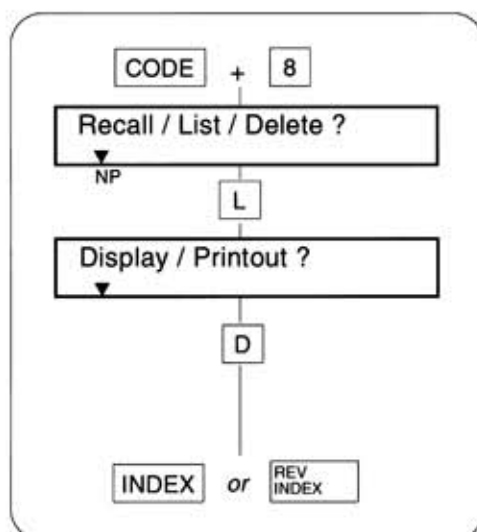 CODE + 8
Recall / List / Delete ?
NP
L
Display / Printout ?
D
INDEX or REV INDEX